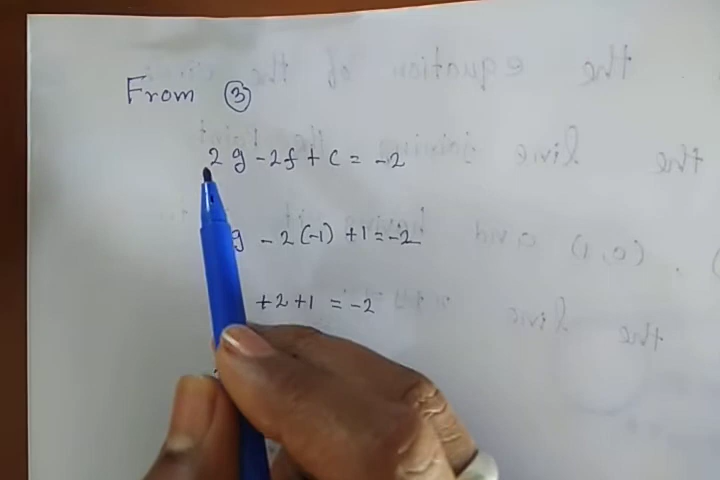 From ③
2g - 2f + c = -2
g - 2(-1) + 1 = -2
+2 + 1 = -2